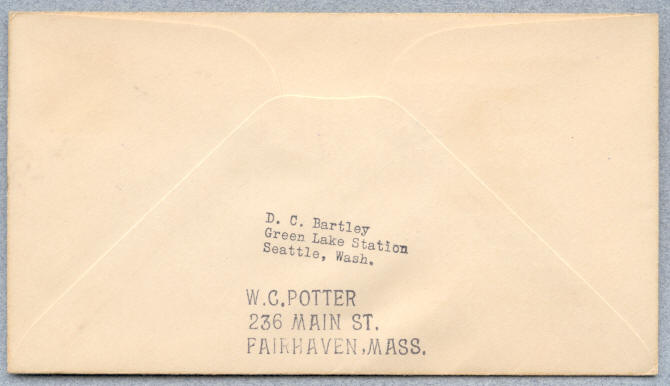 D. C. Bartley
Green Lake Station
Seattle, Wash.
W.C.POTTER
236 MAIN ST.
FAIRHAVEN,MASS.